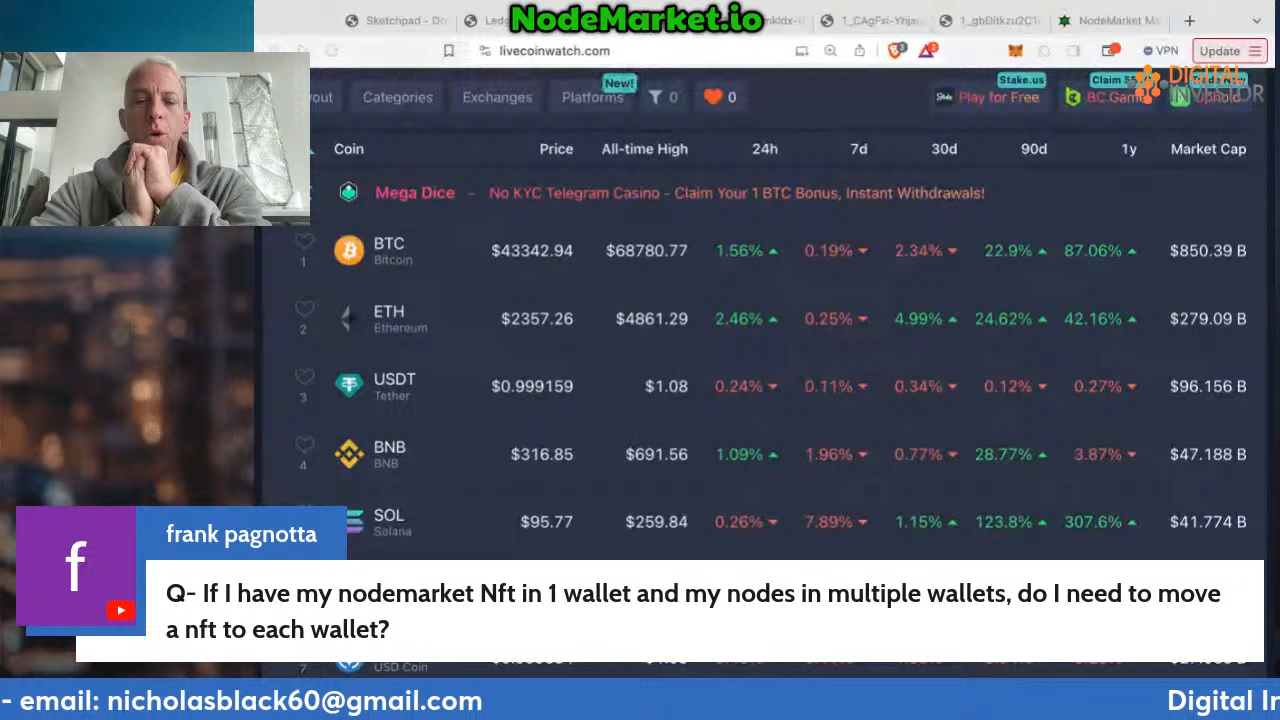 NodeMarket.io
Sketchpad - Do
Ledg
NodeMarket Ma
livecoinwatch.com
VPN
Update
Categories
Exchanges
Platforms
New!
0
0
Stake.us
Play for Free
BC.Game
DIGITAL
INVESTOR
Coin Price All-time High 24h 7d 30d 90d 1y Market Cap
Mega Dice - No KYC Telegram Casino - Claim Your 1 BTC Bonus, Instant Withdrawals!
1 BTC $43342.94 $68780.77 1.56% 0.19% 2.34% 22.9% 87.06% $850.39 B
Bitcoin
2 ETH $2357.26 $4861.29 2.46% 0.25% 4.99% 24.62% 42.16% $279.09 B
Ethereum
3 USDT $0.999159 $1.08 0.24% 0.11% 0.34% 0.12% 0.27% $96.156 B
Tether
4 BNB $316.85 $691.56 1.09% 1.96% 0.77% 28.77% 3.87% $47.188 B
BNB
SOL $95.77 $259.84 0.26% 7.89% 1.15% 123.8% 307.6% $41.774 B
Solana
f
frank pagnotta
Q- If I have my nodemarket Nft in 1 wallet and my nodes in multiple wallets, do I need to move
a nft to each wallet?
7 USD Coin
- email: nicholasblack60@gmail.com
Digital In